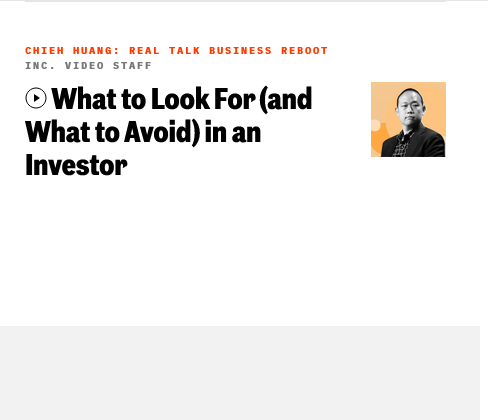 CHIEH HUANG: REAL TALK BUSINESS REBOOT
INC. VIDEO STAFF
What to Look For (and
What to Avoid) in an
Investor